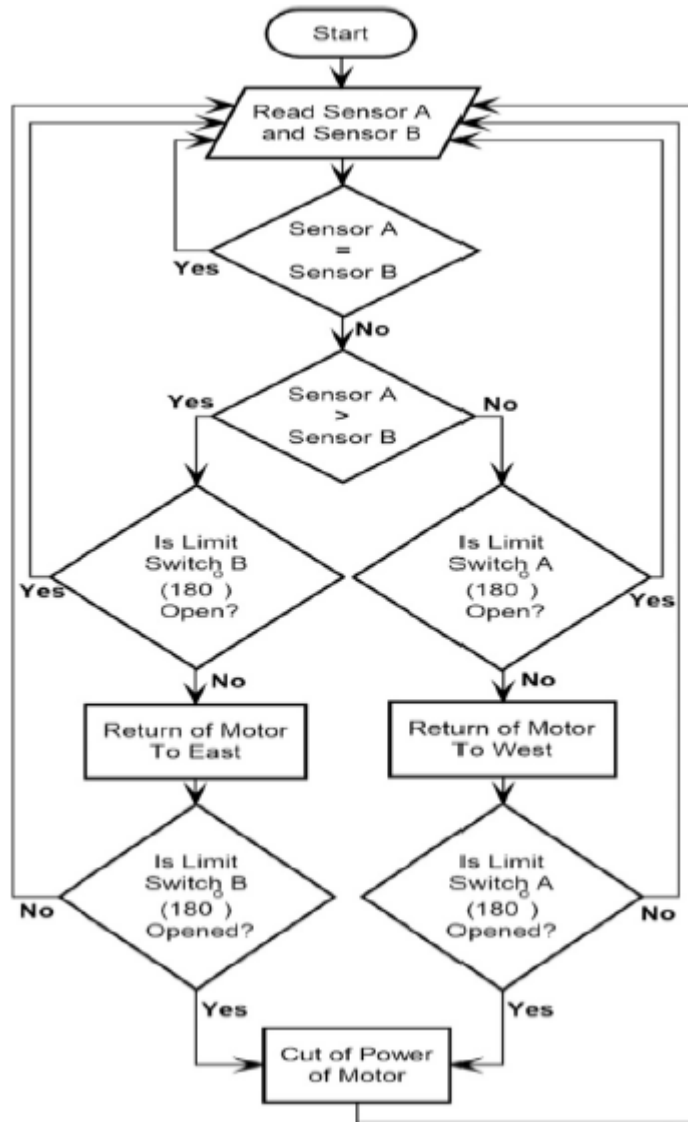 Start
Read Sensor A
and Sensor B
Sensor A
=
Sensor B
Yes
No
Sensor A
>
Sensor B
Yes
No
Is Limit
Switch B
(180°)
Open?
Yes
No
Is Limit
Switch A
(180°)
Open?
Yes
No
Return of Motor
To East
Return of Motor
To West
Is Limit
Switch B
(180°)
Opened?
No
Yes
Is Limit
Switch A
(180°)
Opened?
No
Yes
Cut of Power
of Motor